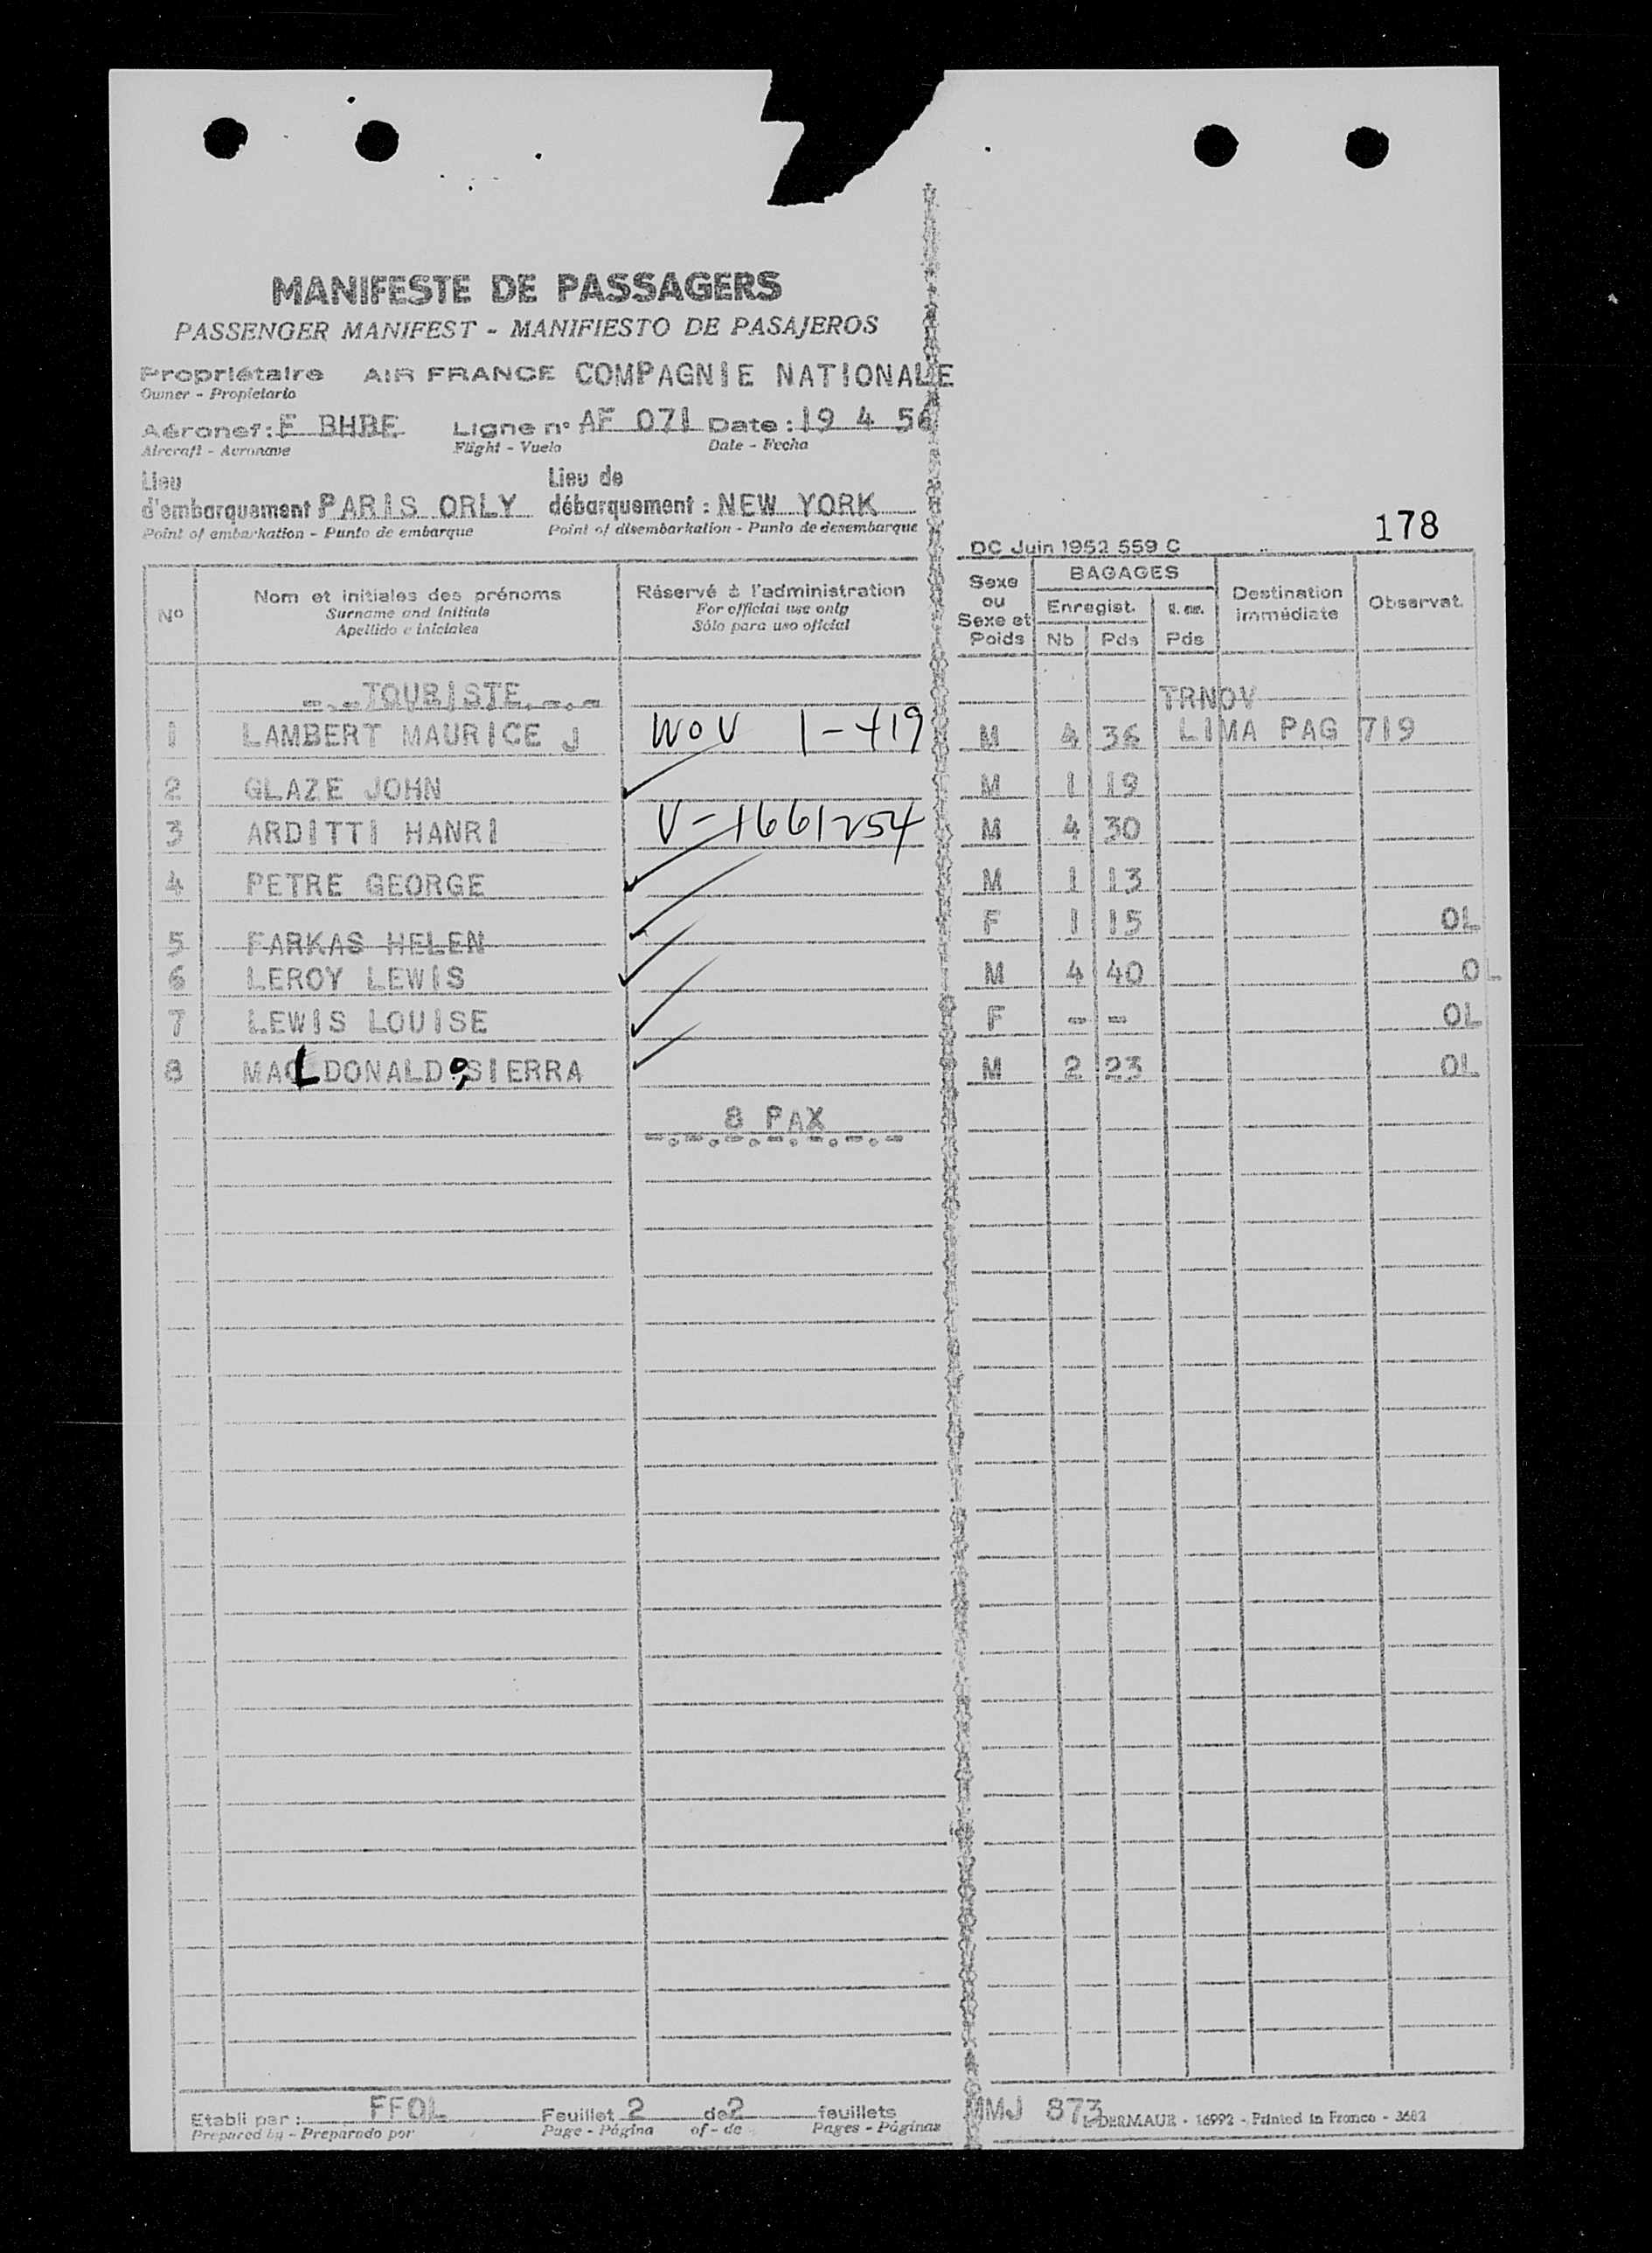 MANIFESTE DE PASSAGERS
PASSENGER MANIFEST - MANIFIESTO DE PASAJEROS
Propriétaire AIR FRANCE COMPAGNIE NATIONALE
Owner - Propietario
Aéronef: F BHBE Ligne n° AF 071 Date: 19 4 56
Aircraft - Aeronave Flight - Vuelo Date - Fecha
Lieu Lieu de
d'embarquement PARIS ORLY débarquement : NEW YORK
Point of embarkation - Punto de embarque Point of disembarkation - Punto de desembarque
178
DC Juin 1952 559 C
Nº Nom et initiales des prénoms Réservé à l'administration Sexe ou Sexe et Poids BAGAGES Destination immédiate Observat.
Surname and initials For official use only Enregist.
Apellido e iniciales Sólo para uso oficial Nb Pds Pds
-.-TOURISTE.-.- TRNOV
1 LAMBERT MAURICE J WOV 1-419 M 4 36 LIMA PAG 719
2 GLAZE JOHN M 1 19
3 ARDITTI HANRI V-1661254 M 4 30
4 PETRE GEORGE M 1 13
5 FARKAS HELEN F 1 15 OL
6 LEROY LEWIS M 4 40 OL
7 LEWIS LOUISE F - - OL
8 MAC DONALD, SIERRA M 2 23 OL
8 PAX
-.-.-.-.-.-.-
Etabli par : FFOL Feuillet 2 de 2 feuillets MMJ 873 LEDERMAUR - 16992 - Printed in France - 3682
Prepared by - Preparado por Page - Página of - de Pages - Páginas